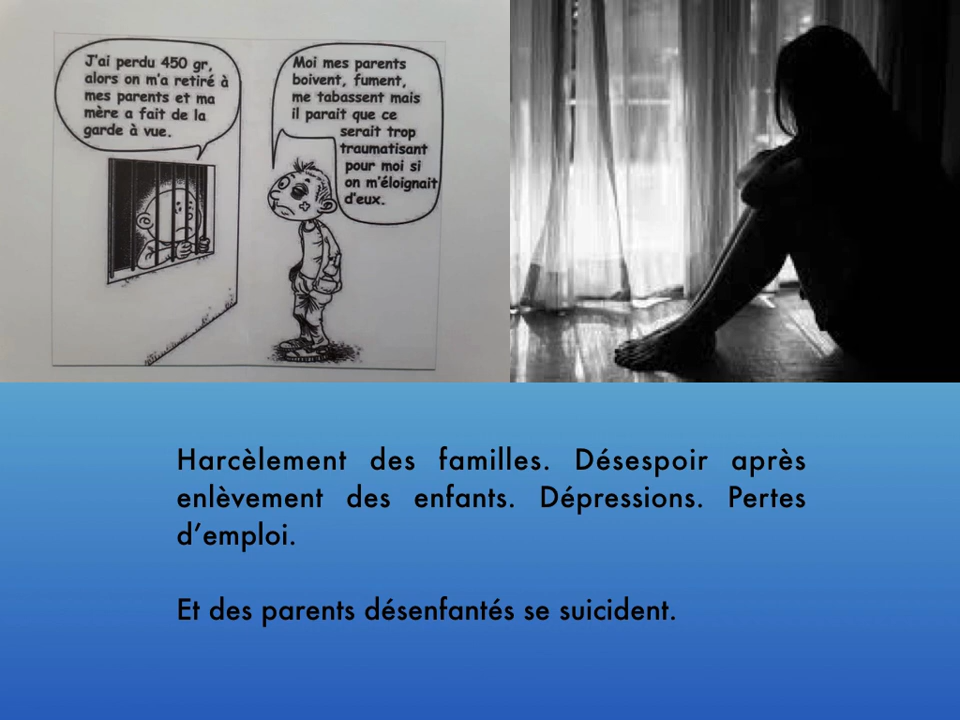 J'ai perdu 450 gr,
alors on m'a retiré à
mes parents et ma
mère a fait de la
garde à vue.
Moi mes parents
boivent, fument,
me tabassent mais
il parait que ce
serait trop
traumatisant
pour moi si
on m'éloignait
d'eux.
Harcèlement des familles. Désespoir après
enlèvement des enfants. Dépressions. Pertes
d'emploi.
Et des parents désenfantés se suicident.